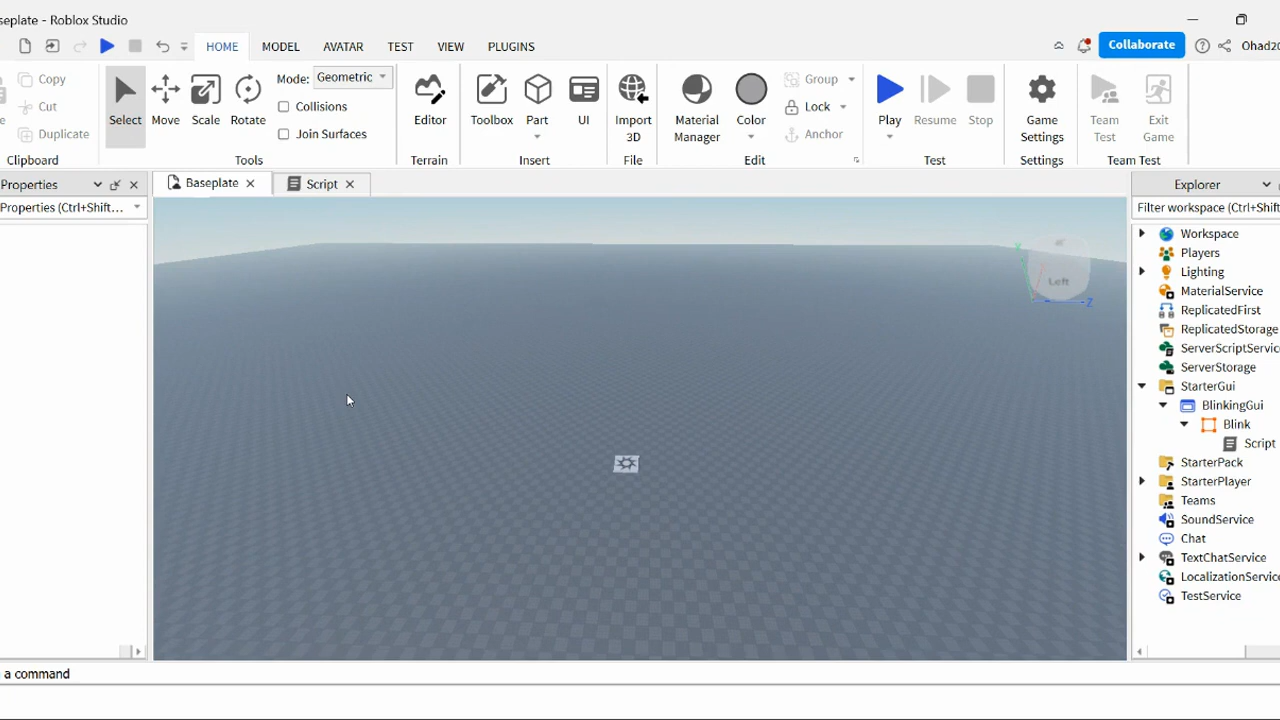 seplate - Roblox Studio
HOME MODEL AVATAR TEST VIEW PLUGINS
Collaborate
Ohad20
Copy
Cut
Duplicate
Clipboard
Select
Move
Scale
Rotate
Mode: Geometric
Collisions
Join Surfaces
Tools
Editor
Terrain
Toolbox
Part
UI
Insert
Import
3D
File
Material
Manager
Color
Group
Lock
Anchor
Edit
Play
Resume
Stop
Test
Game
Settings
Settings
Team
Test
Exit
Game
Team Test
Properties
Baseplate
Script
Explorer
Properties (Ctrl+Shift...
Filter workspace (Ctrl+Shift
Left
Y
Z
Workspace
Players
Lighting
MaterialService
ReplicatedFirst
ReplicatedStorage
ServerScriptServic
ServerStorage
StarterGui
BlinkingGui
Blink
Script
StarterPack
StarterPlayer
Teams
SoundService
Chat
TextChatService
LocalizationServic
TestService
a command